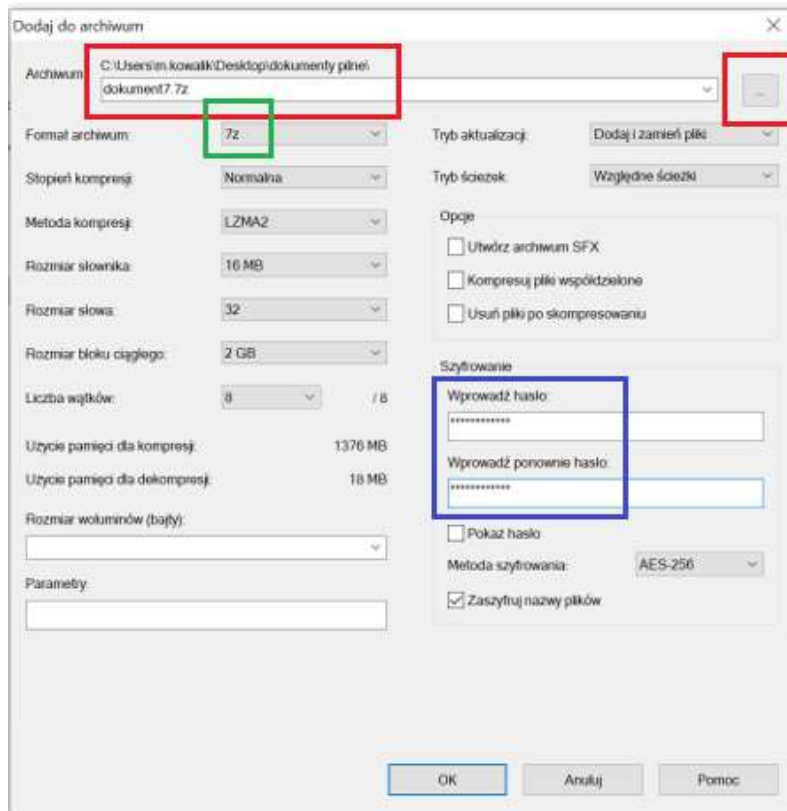 Dodaj do archiwum
C:\Users\m.kowalik\Desktop\dokumenty pilne\
Archiwum:
dokument7.7z
...
Format archiwum:
7z
Tryb aktualizacji:
Dodaj i zamień pliki
Stopień kompresji:
Normalna
Tryb ścieżek:
Względne ścieżki
Metoda kompresji:
LZMA2
Opcje
Utwórz archiwum SFX
Rozmiar słownika:
16 MB
Kompresuj pliki współdzielone
Rozmiar słowa:
32
Usuń pliki po skompresowaniu
Rozmiar bloku ciągłego:
2 GB
Szyfrowanie
Liczba wątków:
8
/ 8
Wprowadź hasło:
************
Użycie pamięci dla kompresji:
1376 MB
Wprowadź ponownie hasło:
Użycie pamięci dla dekompresji:
18 MB
************
Rozmiar woluminów (bajty):
Pokaż hasło
Metoda szyfrowania:
AES-256
Parametry:
Zaszyfruj nazwy plików
OK
Anuluj
Pomoc